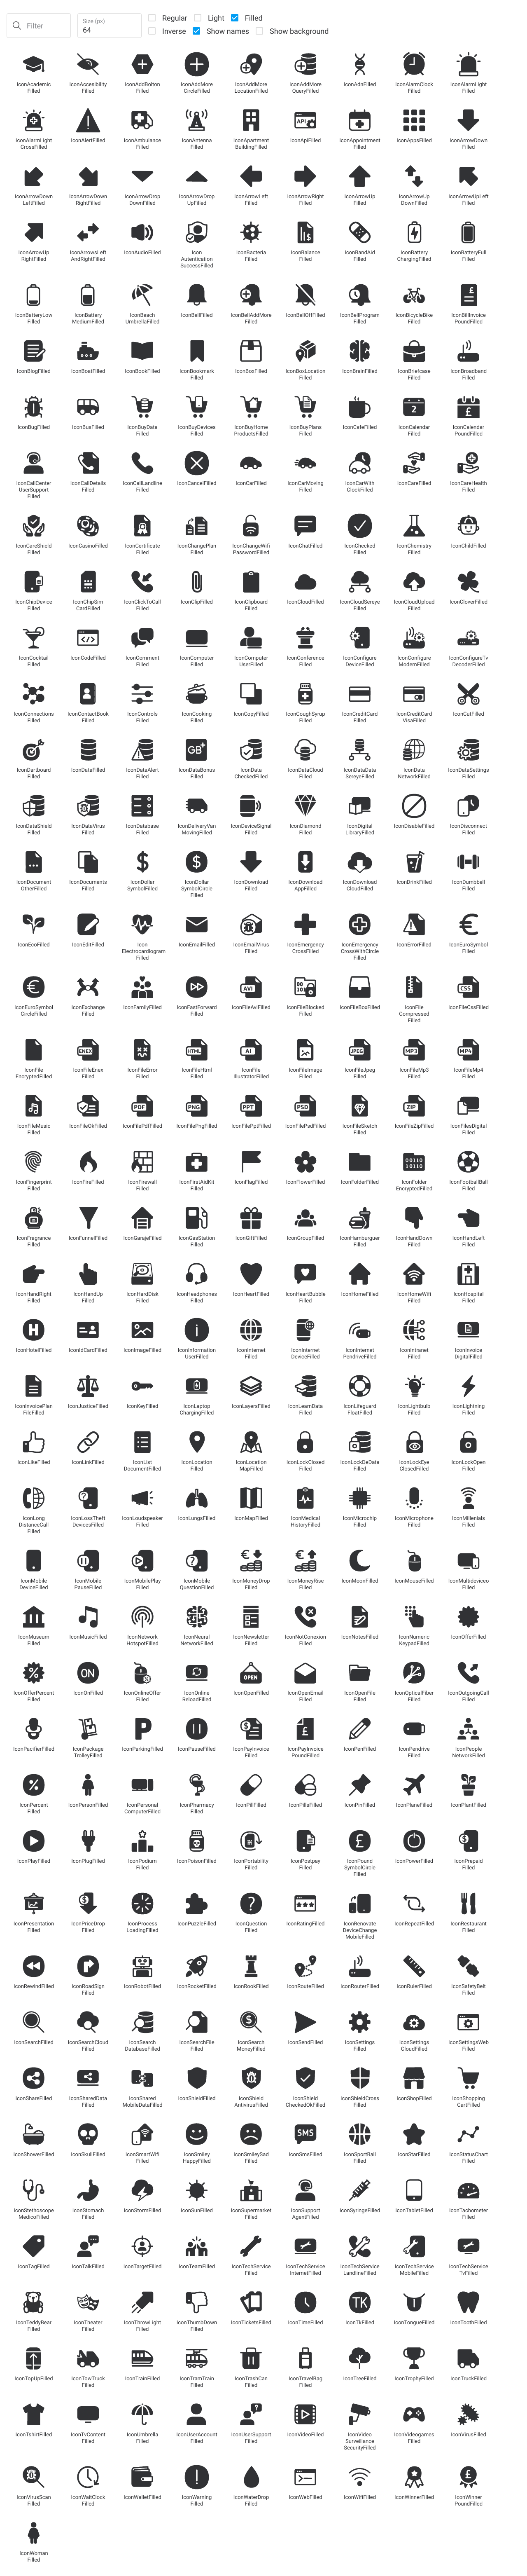 Filter
Size (px)
64
Regular
Light
Filled
Inverse
Show names
Show background
IconAcademic
Filled
IconAccesibility
Filled
IconAddBolton
Filled
IconAddMore
CircleFilled
IconAddMore
LocationFilled
IconAddMore
QueryFilled
IconAdnFilled
IconAlarmClock
Filled
IconAlarmLight
Filled
IconAlarmLight
CrossFilled
IconAlertFilled
IconAmbulance
Filled
IconAntenna
Filled
IconApartment
BuildingFilled
IconApiFilled
IconAppointment
Filled
IconAppsFilled
IconArrowDown
Filled
IconArrowDown
LeftFilled
IconArrowDown
RightFilled
IconArrowDrop
DownFilled
IconArrowDrop
UpFilled
IconArrowLeft
Filled
IconArrowRight
Filled
IconArrowUp
Filled
IconArrowUp
DownFilled
IconArrowUpLeft
Filled
IconArrowUp
RightFilled
IconArrowsLeft
AndRightFilled
IconAudioFilled
Icon
Autentication
SuccessFilled
IconBacteria
Filled
IconBalance
Filled
IconBandAid
Filled
IconBattery
ChargingFilled
IconBatteryFull
Filled
IconBatteryLow
Filled
IconBattery
MediumFilled
IconBeach
UmbrellaFilled
IconBellFilled
IconBellAddMore
Filled
IconBellOffFilled
IconBellProgram
Filled
IconBicycleBike
Filled
IconBillInvoice
PoundFilled
IconBlogFilled
IconBoatFilled
IconBookFilled
IconBookmark
Filled
IconBoxFilled
IconBoxLocation
Filled
IconBrainFilled
IconBriefcase
Filled
IconBroadband
Filled
IconBugFilled
IconBusFilled
IconBuyData
Filled
IconBuyDevices
Filled
IconBuyHome
ProductsFilled
IconBuyPlans
Filled
IconCafeFilled
IconCalendar
Filled
IconCalendar
PoundFilled
IconCallCenter
UserSupport
Filled
IconCallDetails
Filled
IconCallLandline
Filled
IconCancelFilled
IconCarFilled
IconCarMoving
Filled
IconCarWith
ClockFilled
IconCareFilled
IconCareHealth
Filled
IconCareShield
Filled
IconCasinoFilled
IconCertificate
Filled
IconChangePlan
Filled
IconChangeWifi
PasswordFilled
IconChatFilled
IconChecked
Filled
IconChemistry
Filled
IconChildFilled
IconChipDevice
Filled
IconChipSim
CardFilled
IconClickToCall
Filled
IconClipFilled
IconClipboard
Filled
IconCloudFilled
IconCloudSereye
Filled
IconCloudUpload
Filled
IconCloverFilled
IconCocktail
Filled
IconCodeFilled
IconComment
Filled
IconComputer
Filled
IconComputer
UserFilled
IconConference
Filled
IconConfigure
DeviceFilled
IconConfigure
ModemFilled
IconConfigureTv
DecoderFilled
IconConnections
Filled
IconContactBook
Filled
IconControls
Filled
IconCooking
Filled
IconCopyFilled
IconCoughSyrup
Filled
IconCreditCard
Filled
IconCreditCard
VisaFilled
IconCutFilled
IconDartboard
Filled
IconDataFilled
IconDataAlert
Filled
IconDataBonus
Filled
IconData
CheckedFilled
IconDataCloud
Filled
IconDataData
SereyeFilled
IconData
NetworkFilled
IconDataSettings
Filled
IconDataShield
Filled
IconDataVirus
Filled
IconDatabase
Filled
IconDeliveryVan
MovingFilled
IconDeviceSignal
Filled
IconDiamond
Filled
IconDigital
LibraryFilled
IconDisableFilled
IconDisconnect
Filled
IconDocument
OtherFilled
IconDocuments
Filled
IconDollar
SymbolFilled
IconDollar
SymbolCircle
Filled
IconDownload
Filled
IconDownload
AppFilled
IconDownload
CloudFilled
IconDrinkFilled
IconDumbbell
Filled
IconEcoFilled
IconEditFilled
Icon
Electrocardiogram
Filled
IconEmailFilled
IconEmailVirus
Filled
IconEmergency
CrossFilled
IconEmergency
CrossWithCircle
Filled
IconErrorFilled
IconEuroSymbol
Filled
IconEuroSymbol
CircleFilled
IconExchange
Filled
IconFamilyFilled
IconFastForward
Filled
IconFileAviFilled
IconFileBlocked
Filled
IconFileBoxFilled
IconFile
Compressed
Filled
IconFileCssFilled
IconFile
EncryptedFilled
IconFileEnex
Filled
IconFileError
Filled
IconFileHtml
Filled
IconFile
IllustratorFilled
IconFileImage
Filled
IconFileJpeg
Filled
IconFileMp3
Filled
IconFileMp4
Filled
IconFileMusic
Filled
IconFileOkFilled
IconFilePdfFilled
IconFilePngFilled
IconFilePptFilled
IconFilePsdFilled
IconFileSketch
Filled
IconFileZipFilled
IconFilesDigital
Filled
IconFingerprint
Filled
IconFireFilled
IconFirewall
Filled
IconFirstAidKit
Filled
IconFlagFilled
IconFlowerFilled
IconFolderFilled
IconFolder
EncryptedFilled
IconFootballBall
Filled
IconFragrance
Filled
IconFunnelFilled
IconGarajeFilled
IconGasStation
Filled
IconGiftFilled
IconGroupFilled
IconHamburguer
Filled
IconHandDown
Filled
IconHandLeft
Filled
IconHandRight
Filled
IconHandUp
Filled
IconHardDisk
Filled
IconHeadphones
Filled
IconHeartFilled
IconHeartBubble
Filled
IconHomeFilled
IconHomeWifi
Filled
IconHospital
Filled
IconHotelFilled
IconIdCardFilled
IconImageFilled
IconInformation
UserFilled
IconInternet
Filled
IconInternet
DeviceFilled
IconInternet
PendriveFilled
IconIntranet
Filled
IconInvoice
DigitalFilled
IconInvoicePlan
FileFilled
IconJusticeFilled
IconKeyFilled
IconLaptop
ChargingFilled
IconLayersFilled
IconLearnData
Filled
IconLifeguard
FloatFilled
IconLightbulb
Filled
IconLightning
Filled
IconLikeFilled
IconLinkFilled
IconList
DocumentFilled
IconLocation
Filled
IconLocation
MapFilled
IconLockClosed
Filled
IconLockDeData
Filled
IconLockEye
ClosedFilled
IconLockOpen
Filled
IconLong
DistanceCall
Filled
IconLossTheft
DevicesFilled
IconLoudspeaker
Filled
IconLungsFilled
IconMapFilled
IconMedical
HistoryFilled
IconMicrochip
Filled
IconMicrophone
Filled
IconMillenials
Filled
IconMobile
DeviceFilled
IconMobile
PauseFilled
IconMobilePlay
Filled
IconMobile
QuestionFilled
IconMoneyDrop
Filled
IconMoneyRise
Filled
IconMoonFilled
IconMouseFilled
IconMultidevices
Filled
IconMuseum
Filled
IconMusicFilled
IconNetwork
HotspotFilled
IconNeural
NetworkFilled
IconNewsletter
Filled
IconNotConexion
Filled
IconNotesFilled
IconNumeric
KeypadFilled
IconOfferFilled
IconOfferPercent
Filled
IconOnFilled
IconOnlineOffer
Filled
IconOnline
ReloadFilled
IconOpenFilled
IconOpenEmail
Filled
IconOpenFile
Filled
IconOpticalFiber
Filled
IconOutgoingCall
Filled
IconPacifierFilled
IconPackage
TrolleyFilled
IconParkingFilled
IconPauseFilled
IconPayInvoice
Filled
IconPayInvoice
PoundFilled
IconPenFilled
IconPendrive
Filled
IconPeople
NetworkFilled
IconPercent
Filled
IconPersonFilled
IconPersonal
ComputerFilled
IconPharmacy
Filled
IconPillFilled
IconPillsFilled
IconPinFilled
IconPlaneFilled
IconPlantFilled
IconPlayFilled
IconPlugFilled
IconPodium
Filled
IconPoisonFilled
IconPortability
Filled
IconPostpay
Filled
IconPound
SymbolCircle
Filled
IconPowerFilled
IconPrepaid
Filled
IconPresentation
Filled
IconPriceDrop
Filled
IconProcess
LoadingFilled
IconPuzzleFilled
IconQuestion
Filled
IconRatingFilled
IconRenovate
DeviceChange
MobileFilled
IconRepeatFilled
IconRestaurant
Filled
IconRewindFilled
IconRoadSign
Filled
IconRobotFilled
IconRocketFilled
IconRookFilled
IconRouteFilled
IconRouterFilled
IconRulerFilled
IconSafetyBelt
Filled
IconSearchFilled
IconSearchCloud
Filled
IconSearch
DatabaseFilled
IconSearchFile
Filled
IconSearch
MoneyFilled
IconSendFilled
IconSettings
Filled
IconSettings
CloudFilled
IconSettingsWeb
Filled
IconShareFilled
IconSharedData
Filled
IconShared
MobileDataFilled
IconShieldFilled
IconShield
AntivirusFilled
IconShield
CheckedOkFilled
IconShieldCross
Filled
IconShopFilled
IconShopping
CartFilled
IconShowerFilled
IconSkullFilled
IconSmartWifi
Filled
IconSmiley
HappyFilled
IconSmileySad
Filled
IconSmsFilled
IconSportBall
Filled
IconStarFilled
IconStatusChart
Filled
IconStethoscope
MedicoFilled
IconStomach
Filled
IconStormFilled
IconSunFilled
IconSupermarket
Filled
IconSupport
AgentFilled
IconSyringeFilled
IconTabletFilled
IconTachometer
Filled
IconTagFilled
IconTalkFilled
IconTargetFilled
IconTeamFilled
IconTechService
Filled
IconTechService
InternetFilled
IconTechService
LandlineFilled
IconTechService
MobileFilled
IconTechService
TvFilled
IconTeddyBear
Filled
IconTheater
Filled
IconThrowLight
Filled
IconThumbDown
Filled
IconTicketsFilled
IconTimeFilled
IconTkFilled
IconTongueFilled
IconToothFilled
IconTopUpFilled
IconTowTruck
Filled
IconTrainFilled
IconTramTrain
Filled
IconTrashCan
Filled
IconTravelBag
Filled
IconTreeFilled
IconTrophyFilled
IconTruckFilled
IconTshirtFilled
IconTvContent
Filled
IconUmbrella
Filled
IconUserAccount
Filled
IconUserSupport
Filled
IconVideoFilled
IconVideo
Surveillance
SecurityFilled
IconVideogames
Filled
IconVirusFilled
IconVirusScan
Filled
IconWaitClock
Filled
IconWalletFilled
IconWarning
Filled
IconWaterDrop
Filled
IconWebFilled
IconWifiFilled
IconWinnerFilled
IconWinner
PoundFilled
IconWoman
Filled